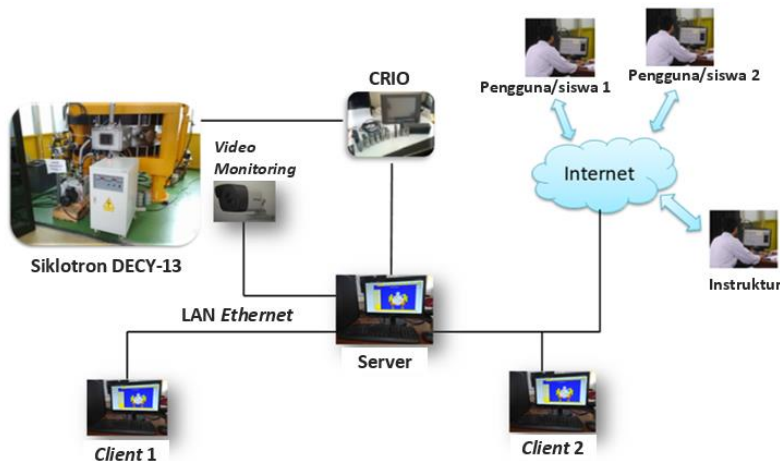 Pengguna/siswa 1
Pengguna/siswa 2
CRIO
Video
Monitoring
Internet
Siklotron DECY-13
Instruktur
LAN Ethernet
Server
Client 1
Client 2